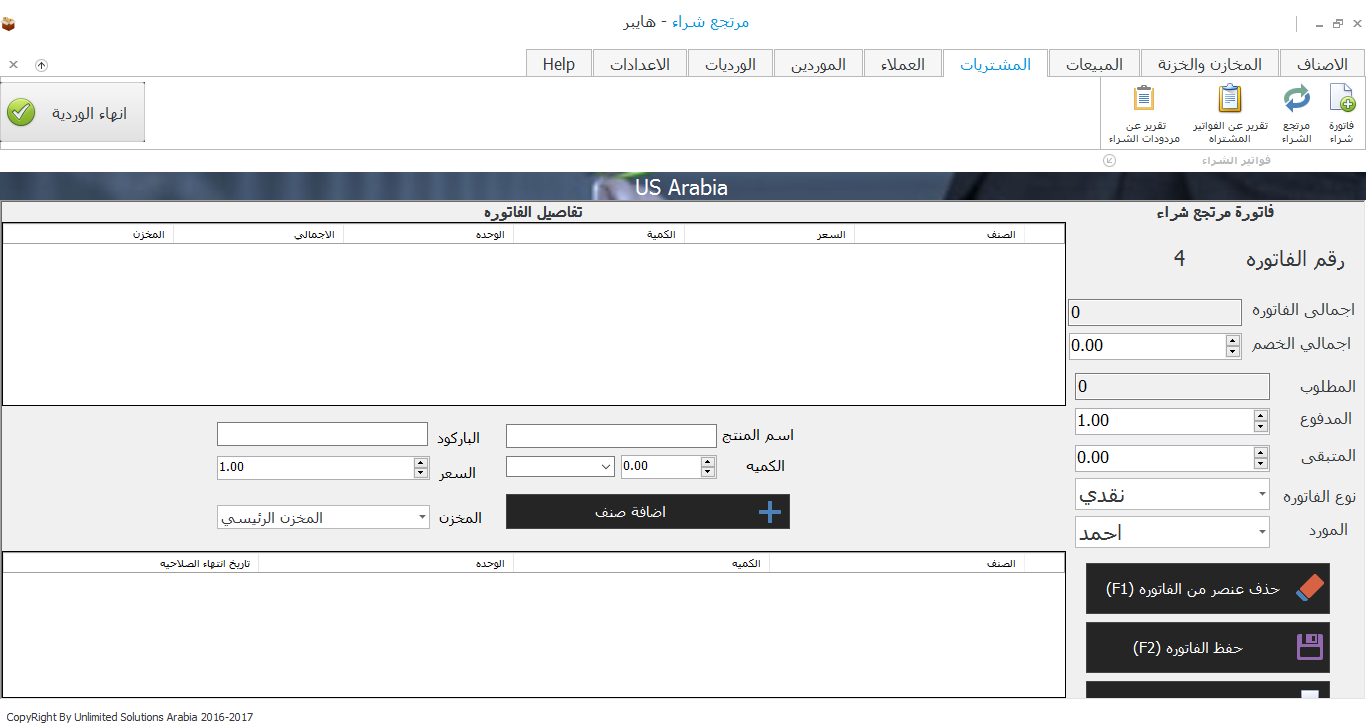 مرتجع شراء - هايبر
الاصناف
المخازن والخزنة
المبيعات
المشتريات
العملاء
الموردين
الورديات
الاعدادات
Help
فاتورة
شراء
مرتجع
الشراء
تقرير عن الفواتير
المشتراه
تقرير عن
مردودات الشراء
فواتير الشراء
انهاء الوردية
US Arabia
فاتورة مرتجع شراء
رقم الفاتوره 4
اجمالى الفاتوره 0
اجمالي الخصم 0.00
المطلوب 0
المدفوع 1.00
المتبقى 0.00
نوع الفاتوره نقدي
المورد احمد
حذف عنصر من الفاتوره (F1)
حفظ الفاتوره (F2)
تفاصيل الفاتوره
الصنف السعر الكمية الوحده الاجمالي المخزن
اسم المنتج الباركود
الكميه 0.00 السعر 1.00
اضافة صنف المخزن المخزن الرئيسي
الصنف الكميه الوحده تاريخ انتهاء الصلاحيه
CopyRight By Unlimited Solutions Arabia 2016-2017